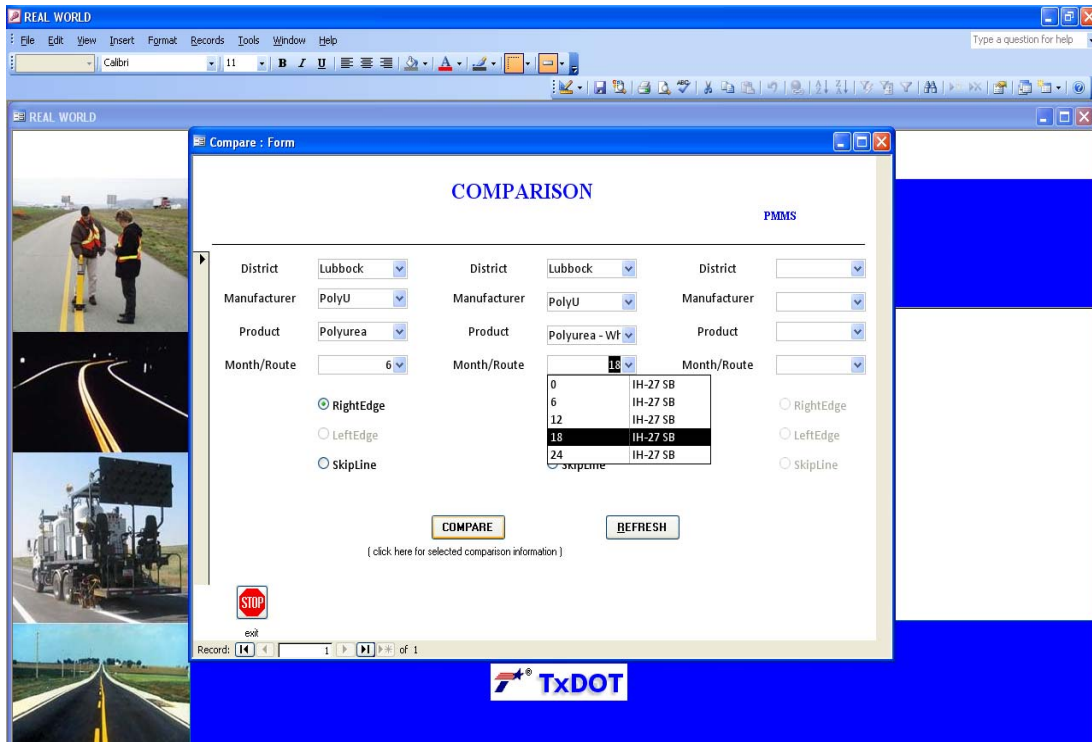 REAL WORLD
File Edit View Insert Format Records Tools Window Help
Type a question for help
Calibri 11 B I U A
REAL WORLD
Compare : Form
COMPARISON
PMMS
District Lubbock District Lubbock District
Manufacturer PolyU Manufacturer PolyU Manufacturer
Product Polyurea Product Polyurea - Wh Product
Month/Route 6 Month/Route 18 Month/Route
0 IH-27 SB
RightEdge 6 IH-27 SB RightEdge
12 IH-27 SB
LeftEdge 18 IH-27 SB LeftEdge
24 IH-27 SB
SkipLine SkipLine SkipLine
COMPARE REFRESH
( click here for selected comparison information )
STOP
exit
Record: 1 of 1
TxDOT